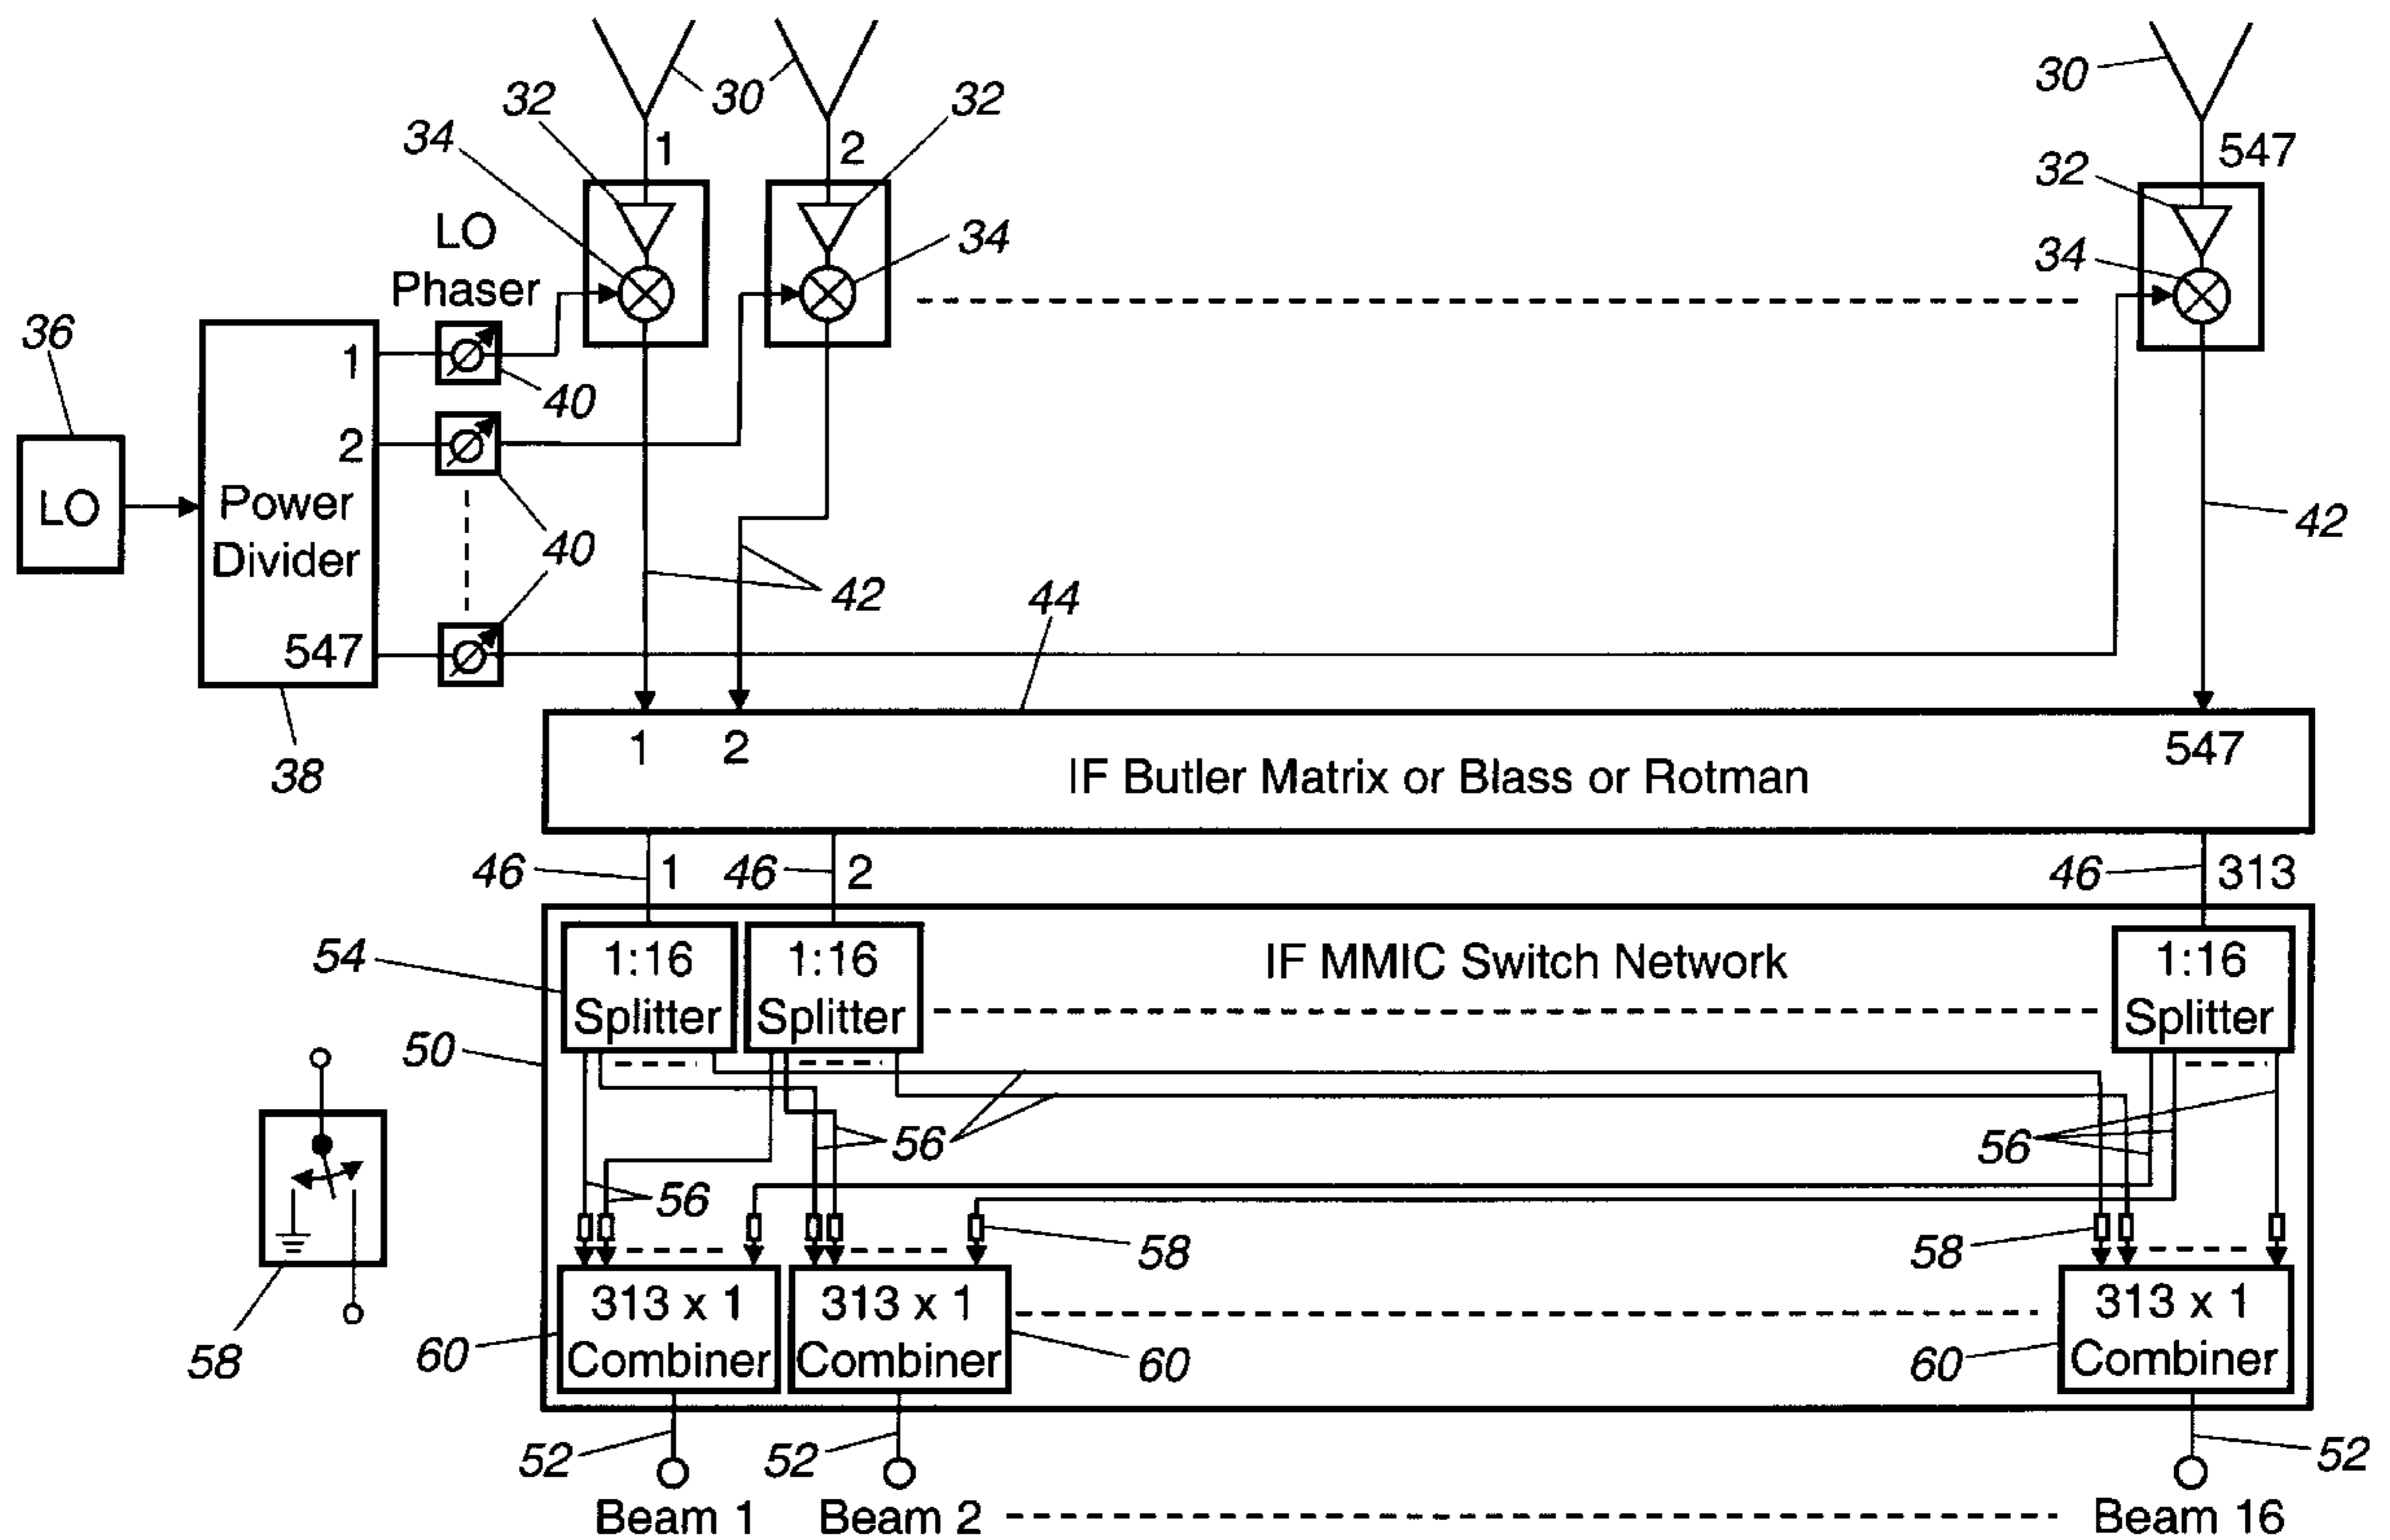 30
32
32
30
34
1
2
547
32
LO
Phaser
34
34
36
1
40
2
LO
Power
Divider
40
42
42
44
547
38
1
2
547
IF Butler Matrix or Blass or Rotman
46
1
46
2
46
313
54
1:16
Splitter
1:16
Splitter
IF MMIC Switch Network
1:16
Splitter
50
56
56
56
58
58
58
313 x 1
Combiner
313 x 1
Combiner
313 x 1
Combiner
60
60
60
52
52
52
Beam 1
Beam 2
Beam 16